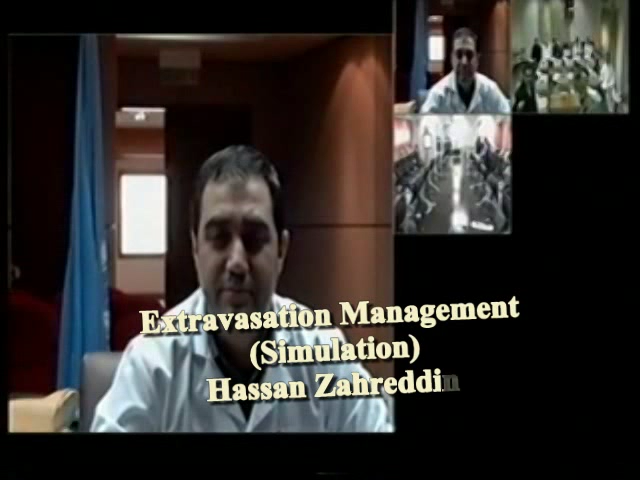 Extravasation Management
(Simulation)
Hassan Zahreddin